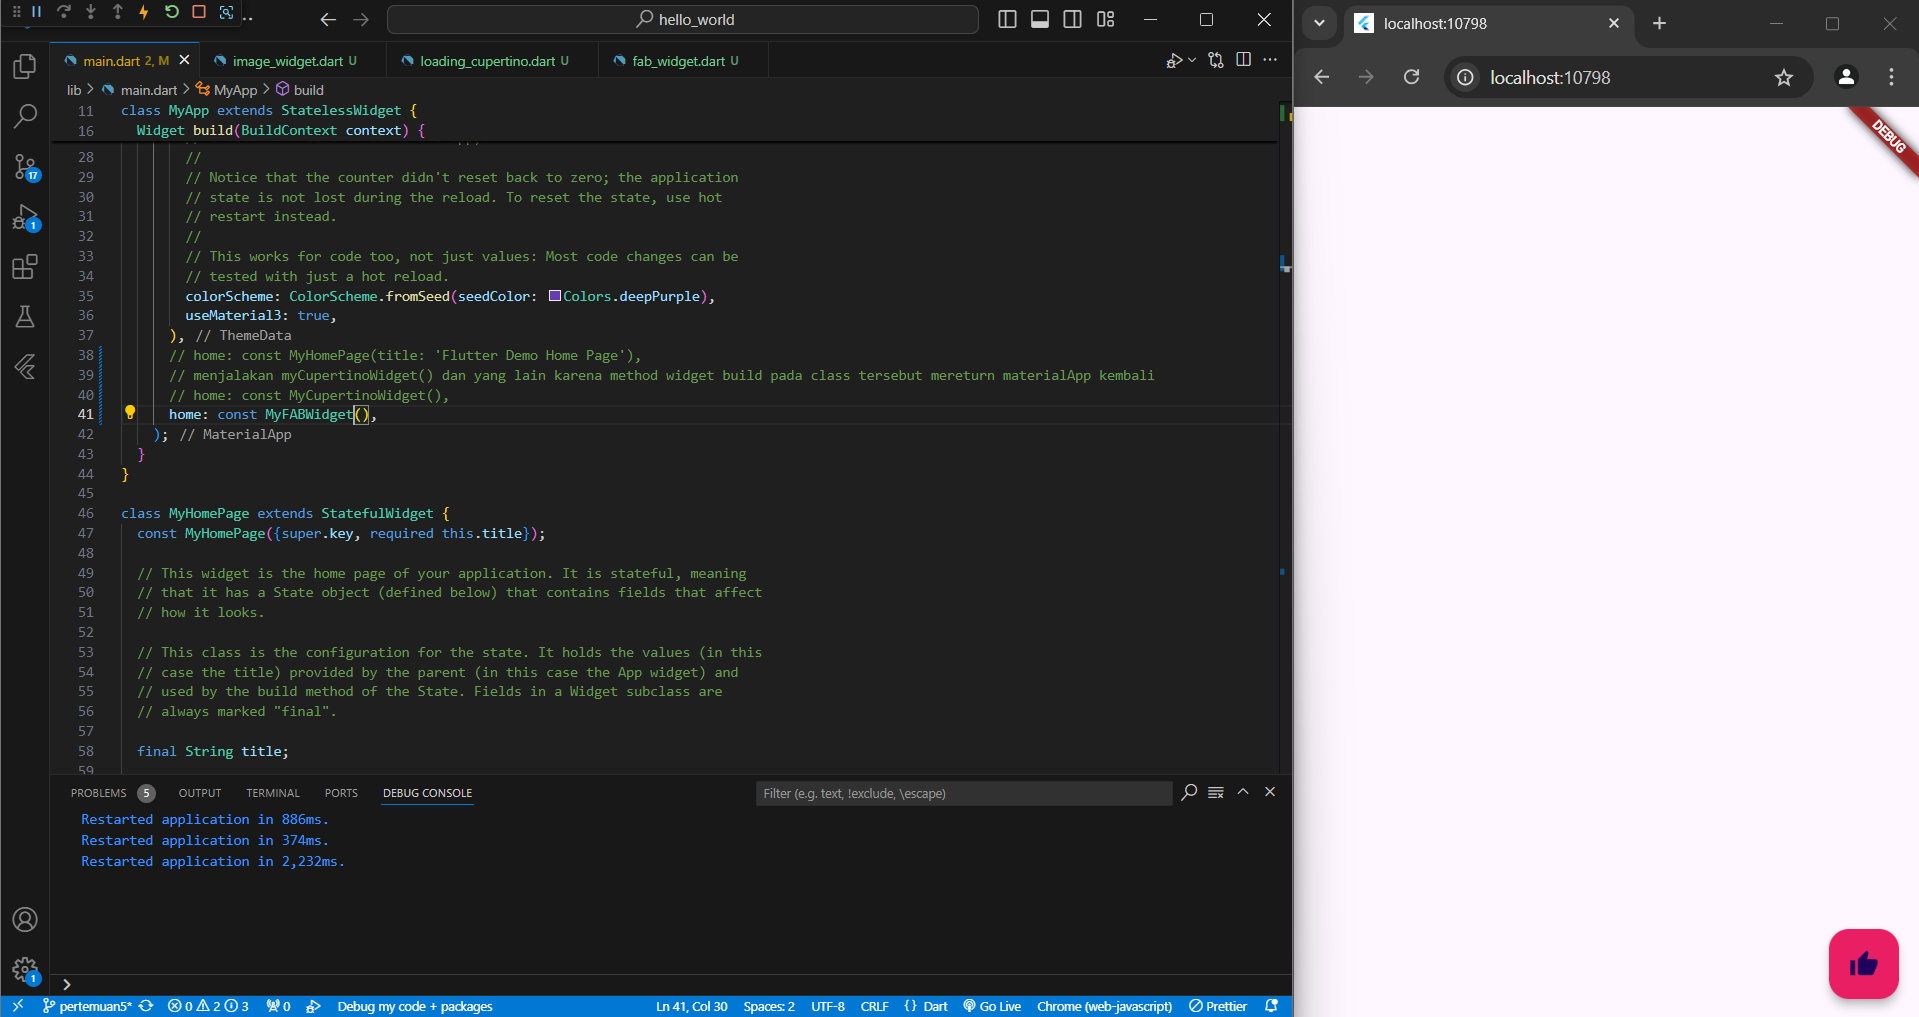 hello_world
main.dart 2, M
image_widget.dart U
loading_cupertino.dart U
fab_widget.dart U
lib > main.dart > MyApp > build
11 class MyApp extends StatelessWidget {
16 Widget build(BuildContext context) {
28 //
29 // Notice that the counter didn't reset back to zero; the application
30 // state is not lost during the reload. To reset the state, use hot
31 // restart instead.
32 //
33 // This works for code too, not just values: Most code changes can be
34 // tested with just a hot reload.
35 colorScheme: ColorScheme.fromSeed(seedColor: Colors.deepPurple),
36 useMaterial3: true,
37 ), // ThemeData
38 // home: const MyHomePage(title: 'Flutter Demo Home Page'),
39 // menjalakan myCupertinoWidget() dan yang lain karena method widget build pada class tersebut mereturn materialApp kembali
40 // home: const MyCupertinoWidget(),
41 home: const MyFABWidget(),
42 ); // MaterialApp
43 }
44 }
45
46 class MyHomePage extends StatefulWidget {
47 const MyHomePage({super.key, required this.title});
48
49 // This widget is the home page of your application. It is stateful, meaning
50 // that it has a State object (defined below) that contains fields that affect
51 // how it looks.
52
53 // This class is the configuration for the state. It holds the values (in this
54 // case the title) provided by the parent (in this case the App widget) and
55 // used by the build method of the State. Fields in a Widget subclass are
56 // always marked "final".
57
58 final String title;
59
17
1
PROBLEMS 5 OUTPUT TERMINAL PORTS DEBUG CONSOLE
Filter (e.g. text, !exclude, \escape)
Restarted application in 886ms.
Restarted application in 374ms.
Restarted application in 2,232ms.
1
pertemuan5* 0 2 3 0 Debug my code + packages
Ln 41, Col 30 Spaces: 2 UTF-8 CRLF {} Dart Go Live Chrome (web-javascript) Prettier
localhost:10798
localhost:10798
DEBUG